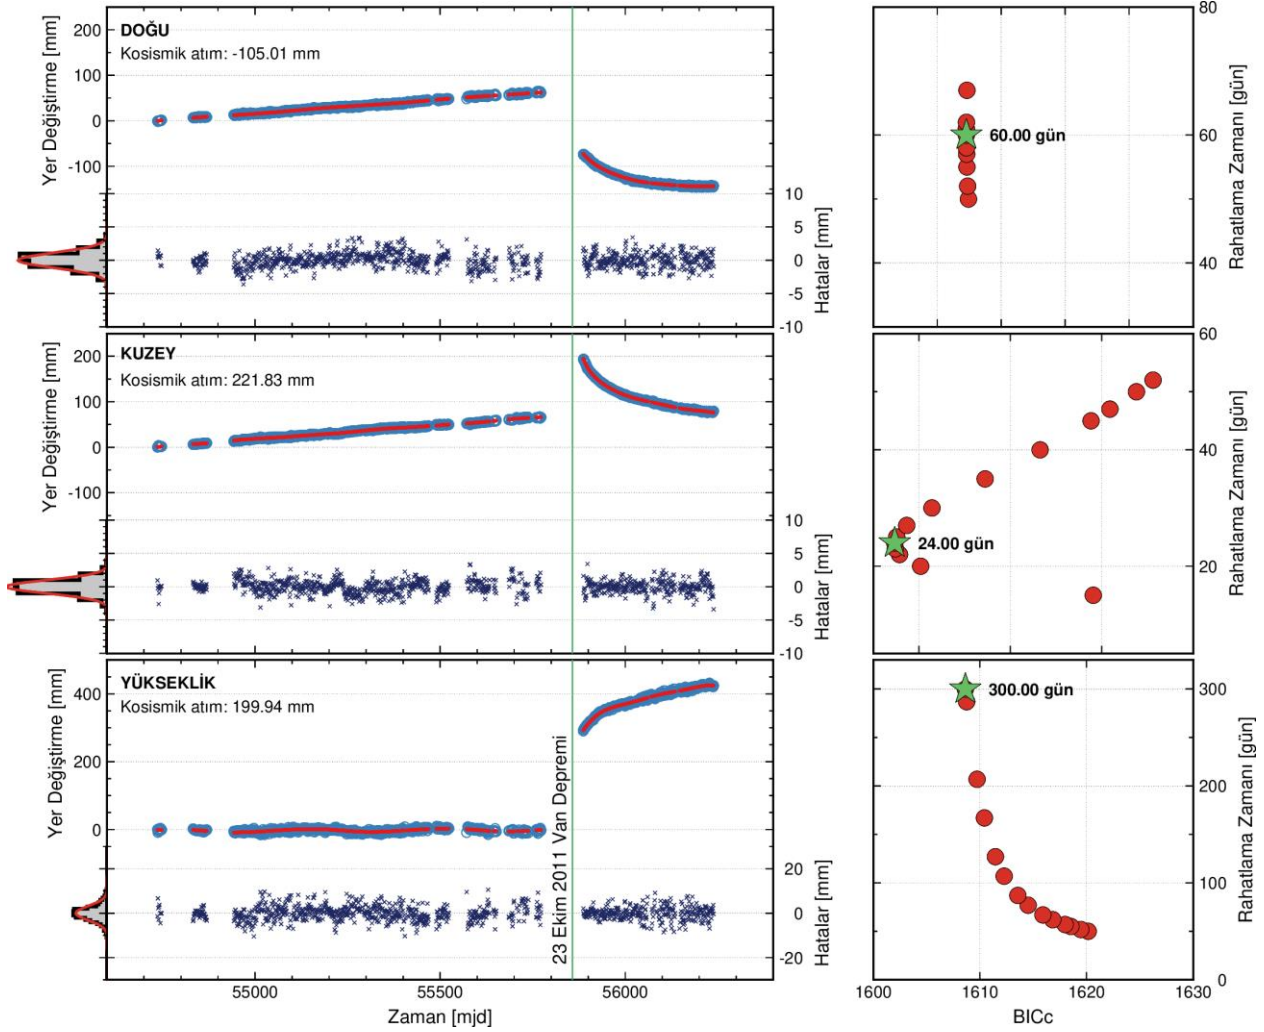 Yer Değiştirme [mm]
200
100
0
-100
DOĞU
Kosismik atım: -105.01 mm
10
5
0
-5
-10
Hatalar [mm]
80
60
40
Rahatlama Zamanı [gün]
60.00 gün
Yer Değiştirme [mm]
200
100
0
-100
KUZEY
Kosismik atım: 221.83 mm
10
5
0
-5
-10
Hatalar [mm]
60
40
20
Rahatlama Zamanı [gün]
24.00 gün
Yer Değiştirme [mm]
400
200
0
YÜKSEKLİK
Kosismik atım: 199.94 mm
23 Ekim 2011 Van Depremi
20
0
-20
Hatalar [mm]
300
200
100
0
Rahatlama Zamanı [gün]
300.00 gün
55000
55500
56000
Zaman [mjd]
1600
1610
1620
1630
BICc